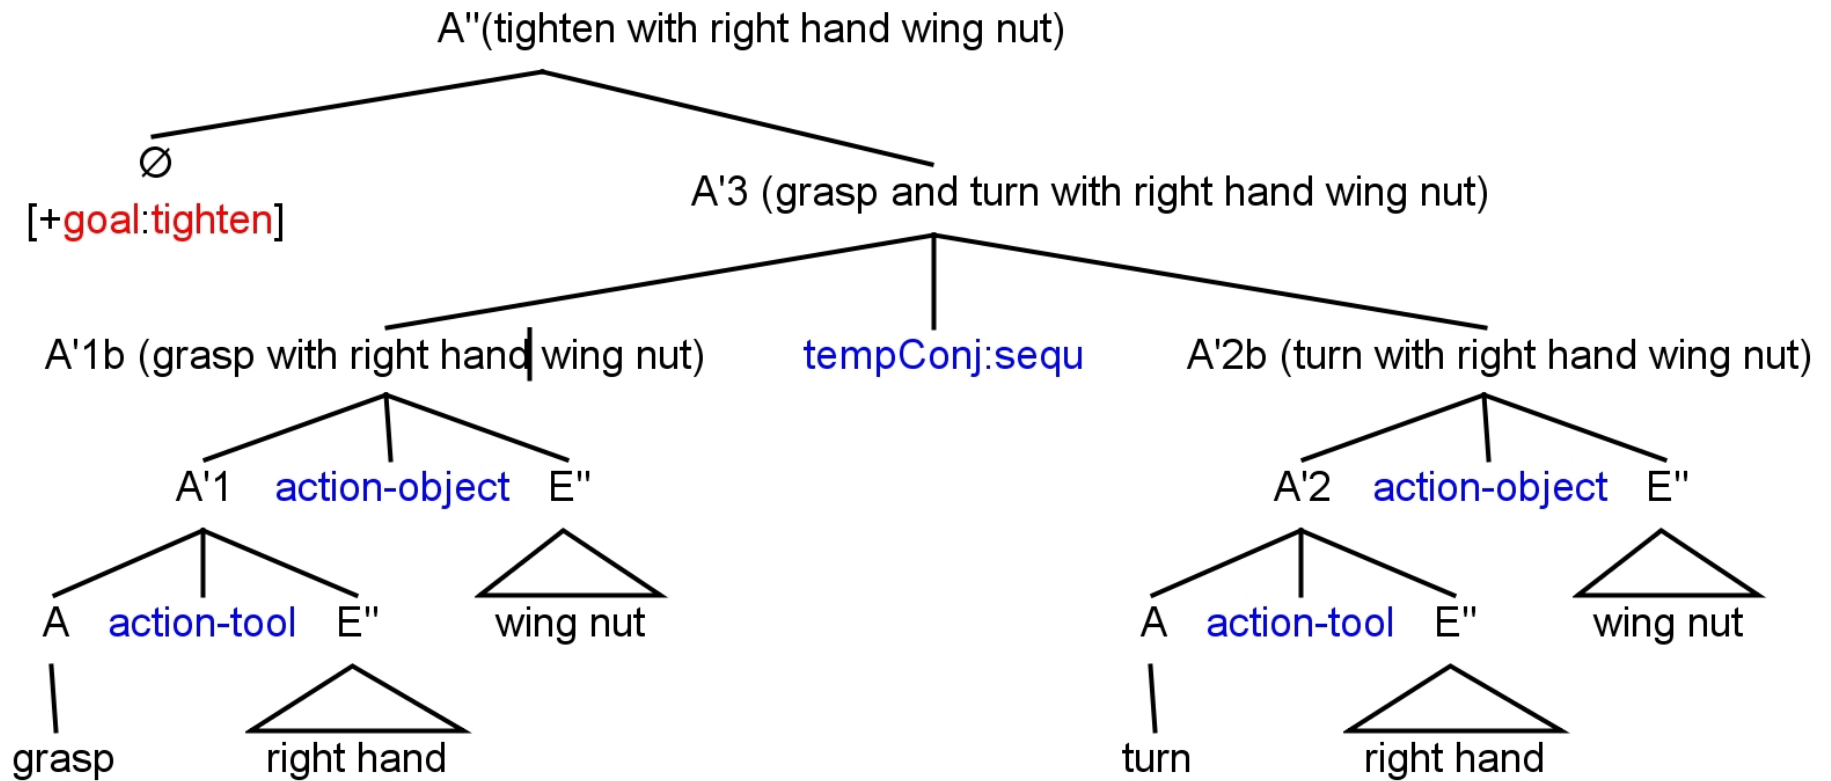 A''(tighten with right hand wing nut)
∅
[+goal:tighten]
A'3 (grasp and turn with right hand wing nut)
A'1b (grasp with right hand wing nut) tempConj:sequ A'2b (turn with right hand wing nut)
A'1 action-object E'' A'2 action-object E''
A action-tool E'' wing nut A action-tool E'' wing nut
grasp right hand turn right hand